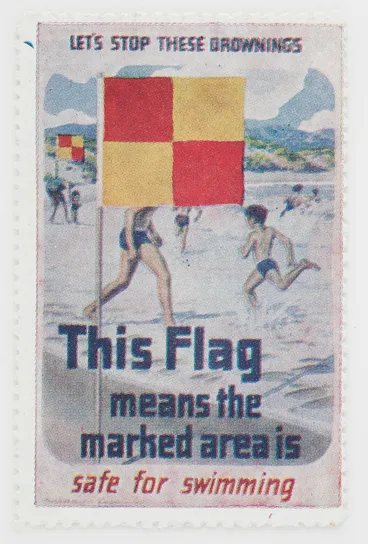 LET'S STOP THESE DROWNINGS
This Flag
means the
marked area is
safe for swimming